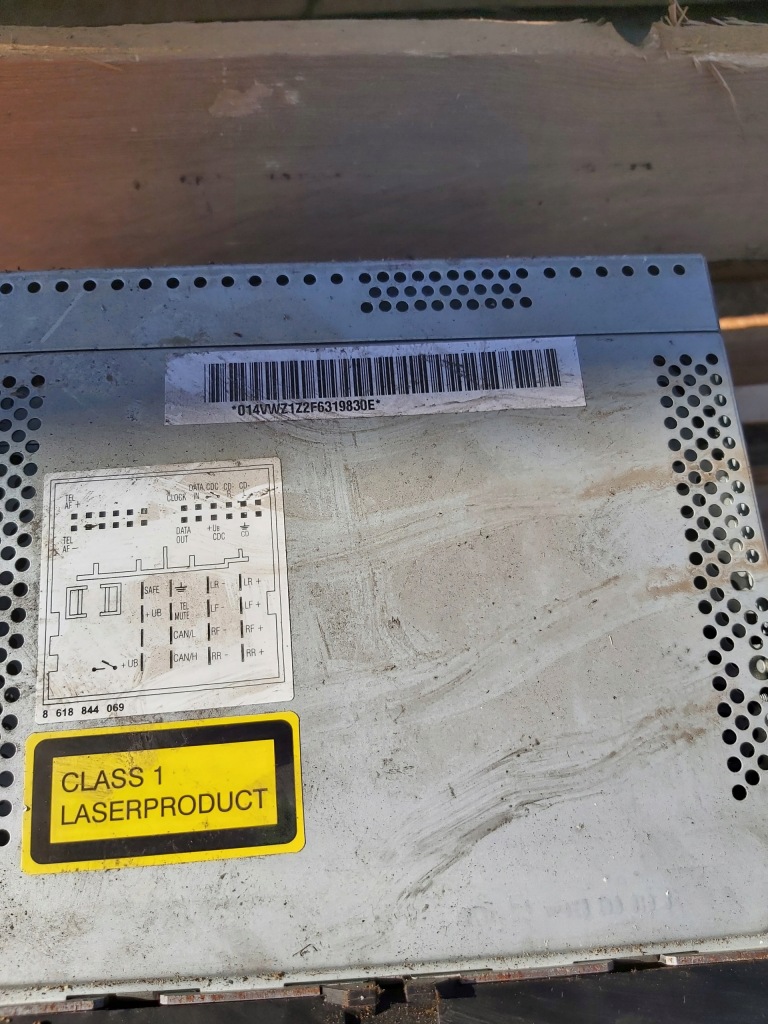 *014VWZ1Z2F6319830E*
TEL AF + CLOCK DATA IN CDC CD- R CD- L
TEL AF – DATA OUT +UB CDC CD
SAFE LR - LR +
+ UB TEL MUTE LF - LF +
CAN/L RF - RF +
+ UB CAN/H RR - RR +
8 618 844 069
CLASS 1
LASERPRODUCT